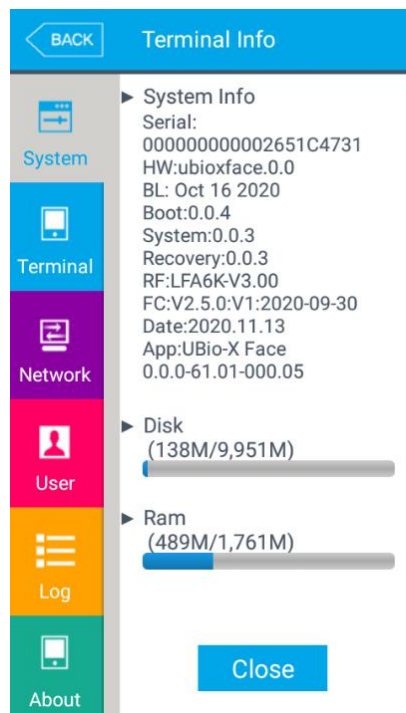 BACK
Terminal Info
System
Terminal
Network
User
Log
About
System Info
Serial:
000000000002651C4731
HW:ubioxface.0.0
BL: Oct 16 2020
Boot:0.0.4
System:0.0.3
Recovery:0.0.3
RF:LFA6K-V3.00
FC:V2.5.0:V1:2020-09-30
Date:2020.11.13
App:UBio-X Face
0.0.0-61.01-000.05
Disk
(138M/9,951M)
Ram
(489M/1,761M)
Close